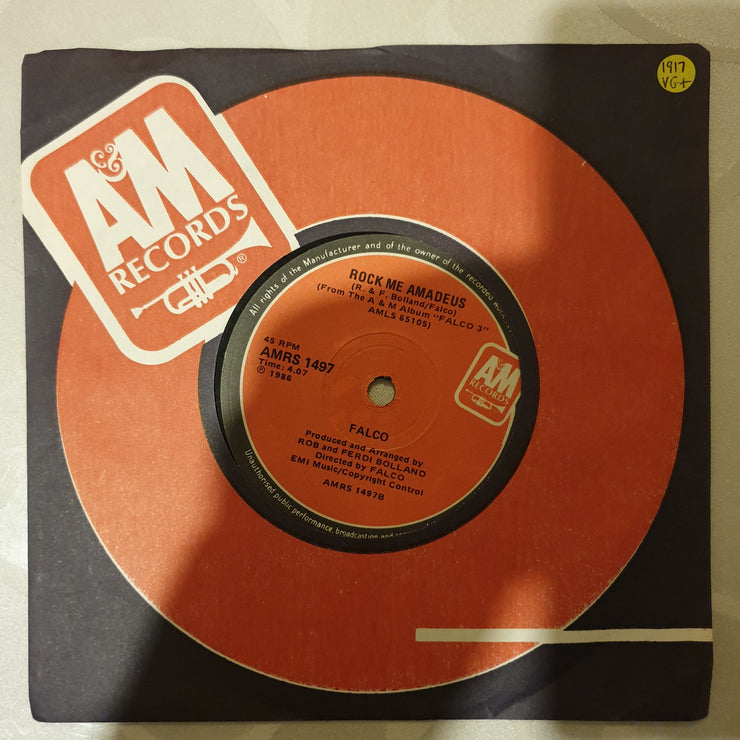 1917
VG+
A&M
RECORDS
®
All rights of the Manufacturer and of the owner of the recorded work
ROCK ME AMADEUS
(R. & F. Bolland/Falco)
(From The A & M Album "FALCO 3"
AMLS 65105)
45 RPM
AMRS 1497
Time: 4.07
℗ 1986
A&M
RECORDS
FALCO
Produced and Arranged by
ROB and FERDI BOLLAND
Directed by FALCO
EMI Music/Copyright Control
AMRS 1497B
Unauthorised public performance, broadcasting and